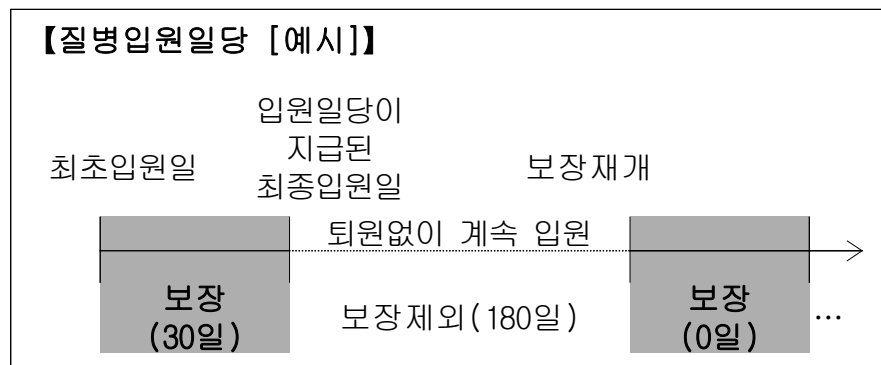 【질병입원일당 [예시]】
입원일당이
지급된
최초입원일
최종입원일
보장재개
퇴원없이 계속 입원
보장
(30일)
보장제외(180일)
보장
(0일)
…